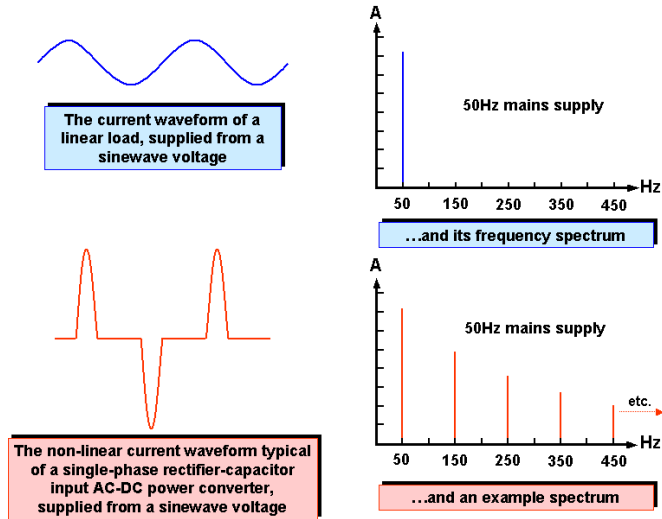 The current waveform of a
linear load, supplied from a
sinewave voltage
A
50Hz mains supply
Hz
50 150 250 350 450
...and its frequency spectrum
The non-linear current waveform typical
of a single-phase rectifier-capacitor
input AC-DC power converter,
supplied from a sinewave voltage
A
50Hz mains supply
etc.
Hz
50 150 250 350 450
...and an example spectrum